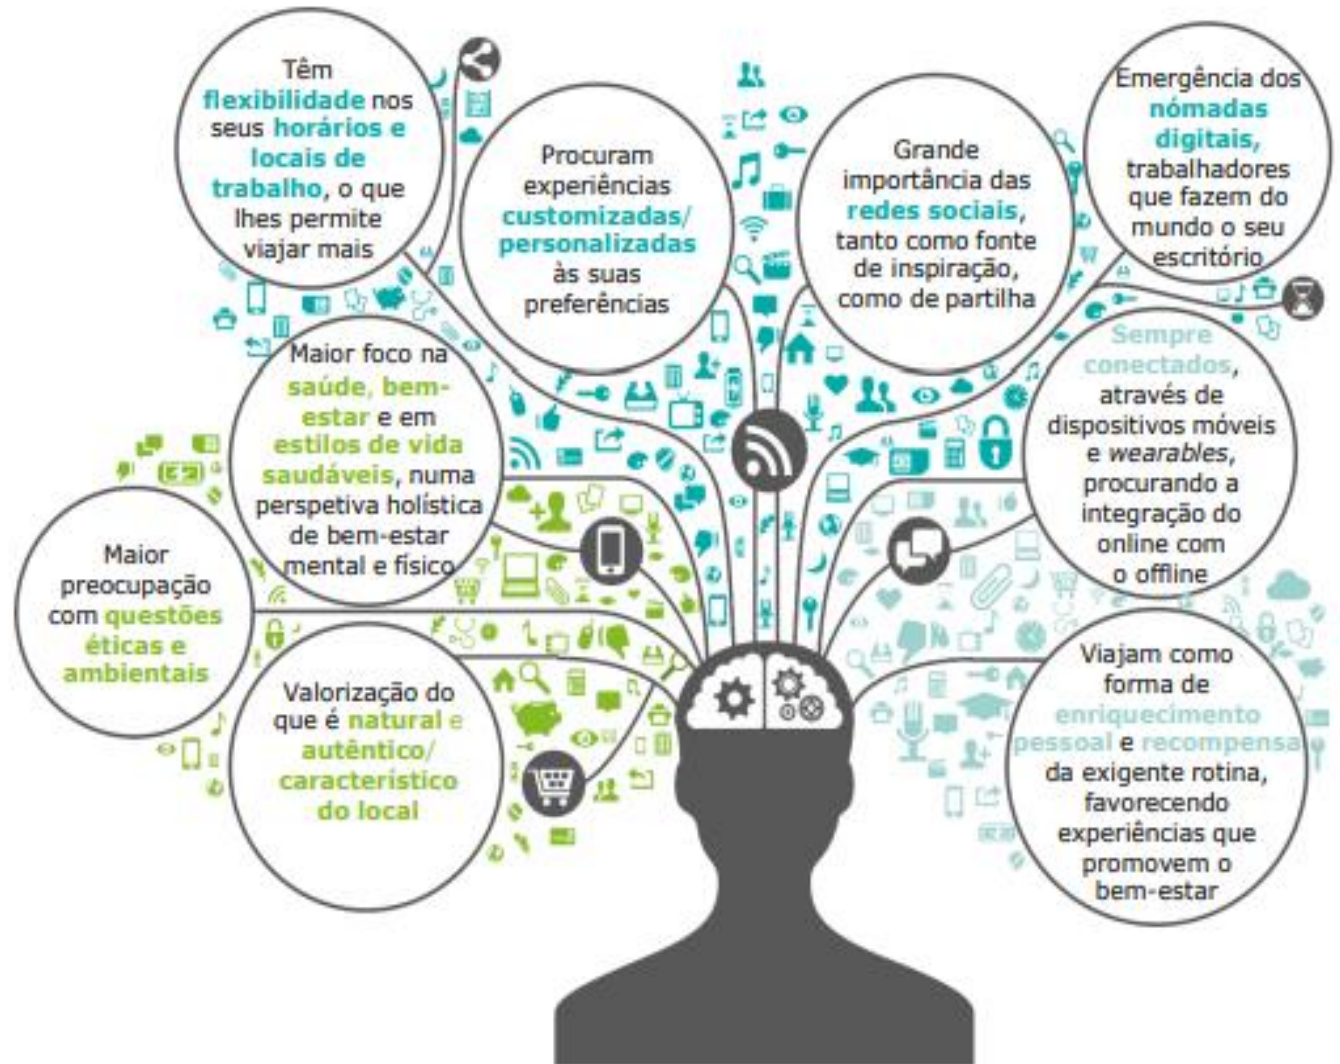 Têm
flexibilidade nos
seus horários e
locais de
trabalho, o que
lhes permite
viajar mais
Procuram
experiências
customizadas/
personalizadas
às suas
preferências
Grande
importância das
redes sociais,
tanto como fonte
de inspiração,
como de partilha
Emergência dos
nómadas
digitais,
trabalhadores
que fazem do
mundo o seu
escritório
Maior foco na
saúde, bem-
estar e em
estilos de vida
saudáveis, numa
perspetiva holística
de bem-estar
mental e físico
Sempre
conectados,
através de
dispositivos móveis
e wearables,
procurando a
integração do
online com
o offline
Maior
preocupação
com questões
éticas e
ambientais
Valorização do
que é natural e
autêntico/
característico
do local
Viajam como
forma de
enriquecimento
pessoal e recompensa
da exigente rotina,
favorecendo
experiências que
promovem o
bem-estar